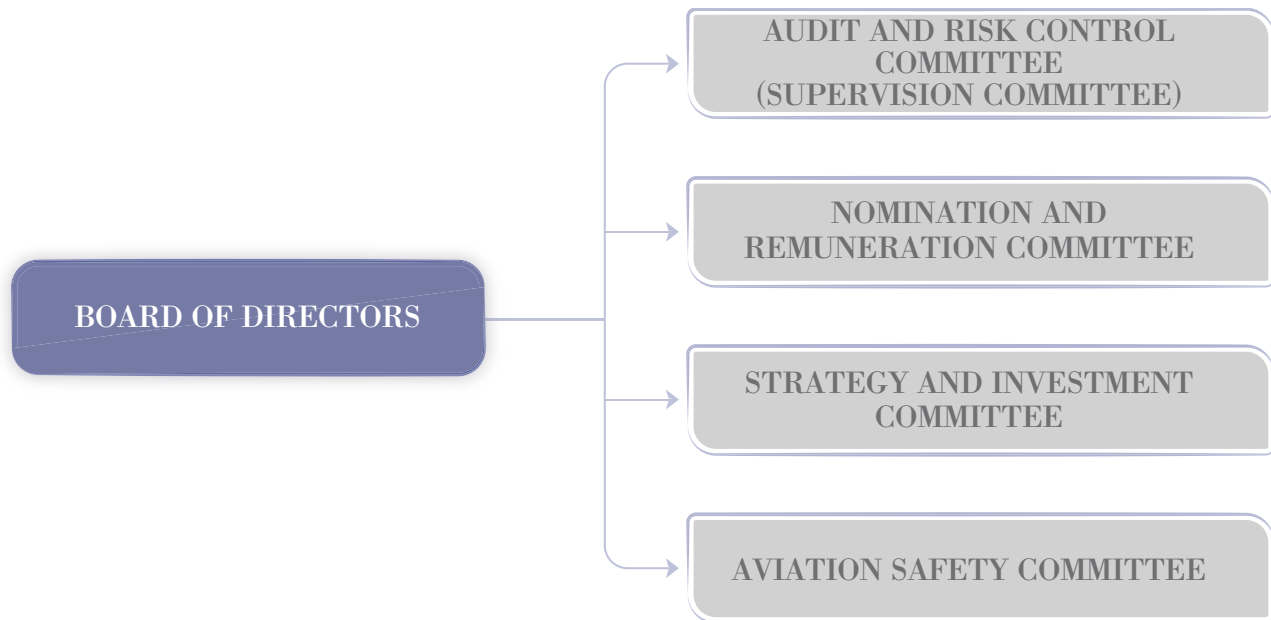 BOARD OF DIRECTORS
AUDIT AND RISK CONTROL
COMMITTEE
(SUPERVISION COMMITTEE)
NOMINATION AND
REMUNERATION COMMITTEE
STRATEGY AND INVESTMENT
COMMITTEE
AVIATION SAFETY COMMITTEE